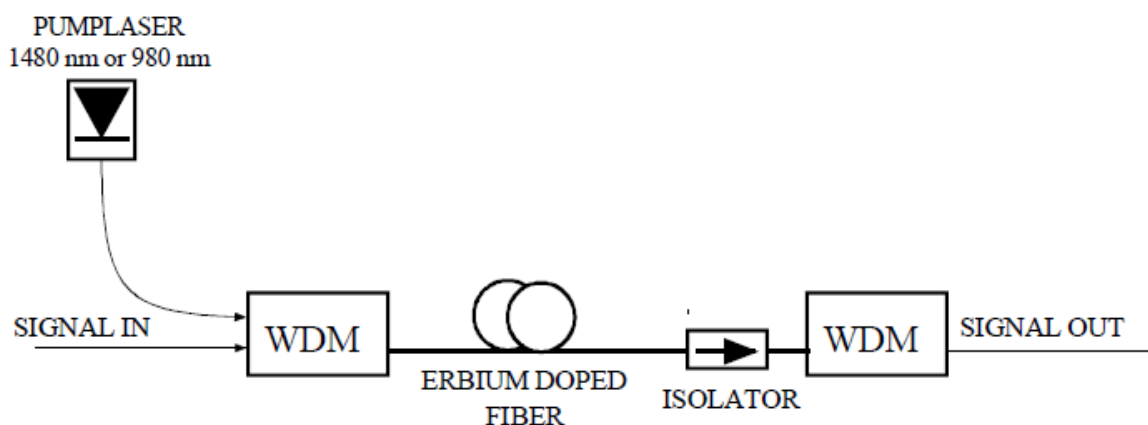 PUMPLASER
1480 nm or 980 nm
SIGNAL IN
WDM
ERBIUM DOPED
FIBER
ISOLATOR
WDM
SIGNAL OUT